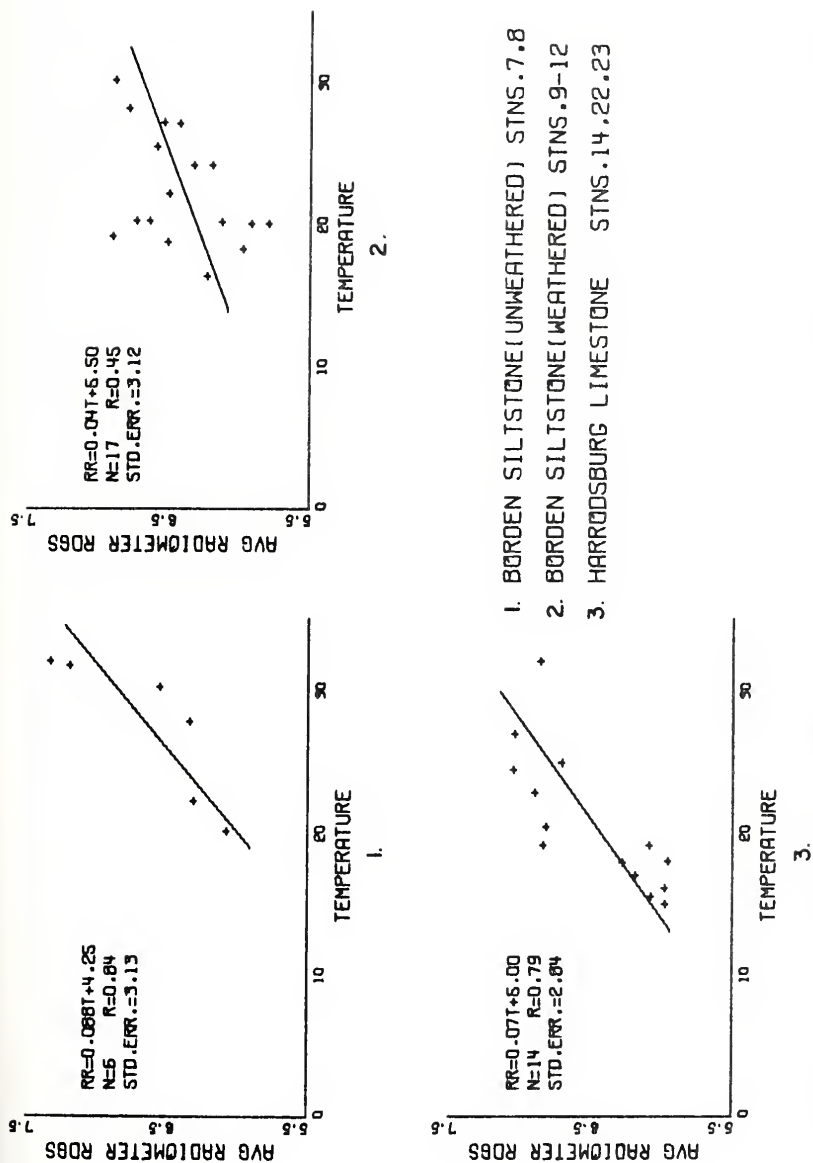 AVG RADIOMETER RDGS
7.5
6.5
5.5
RR=0.088T+4.25
N=6 R=0.84
STD.ERR.=3.13
0
10
20
30
TEMPERATURE
1.
AVG RADIOMETER RDGS
7.5
6.5
5.5
RR=0.04T+5.50
N=17 R=0.45
STD.ERR.=3.12
0
10
20
30
TEMPERATURE
2.
AVG RADIOMETER RDGS
7.5
6.5
5.5
RR=0.07T+5.00
N=14 R=0.79
STD.ERR.=2.84
0
10
20
30
TEMPERATURE
3.
1. BORDEN SILTSTONE(UNWEATHERED) STNS.7.8
2. BORDEN SILTSTONE(WEATHERED) STNS.9-12
3. HARRODSBURG LIMESTONE STNS.14.22.23